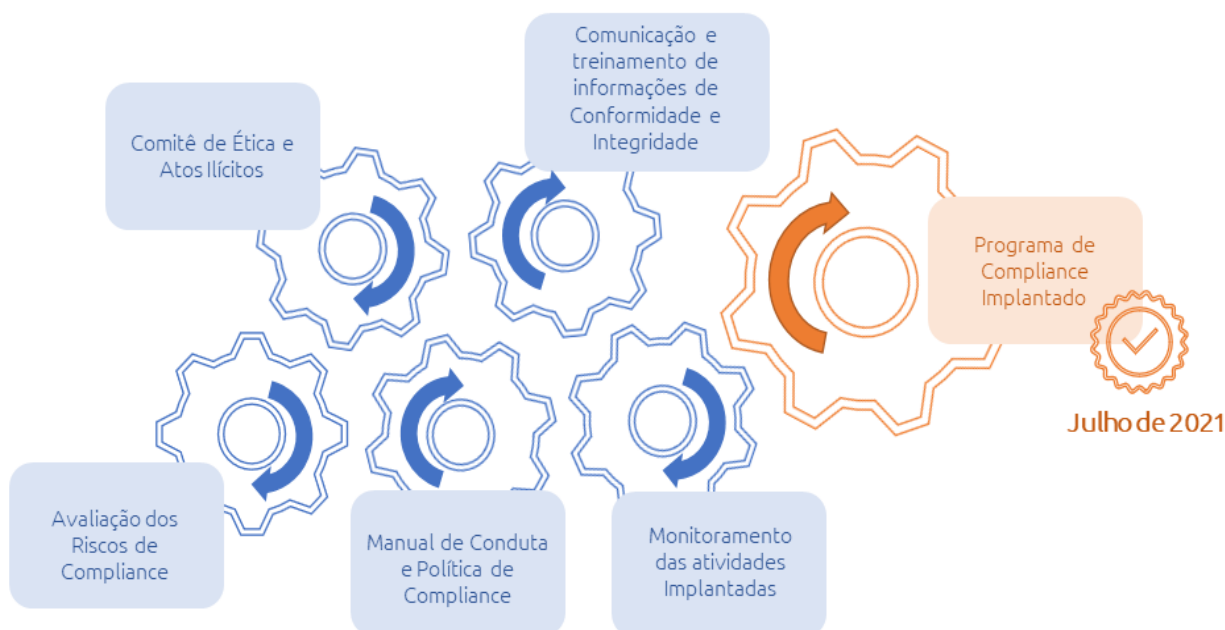 Comunicação e
treinamento de
informações de
Conformidade e
Integridade
Comitê de Ética e
Atos Ilícitos
Programa de
Compliance
Implantado
Julho de 2021
Avaliação dos
Riscos de
Compliance
Manual de Conduta
e Política de
Compliance
Monitoramento
das atividades
Implantadas